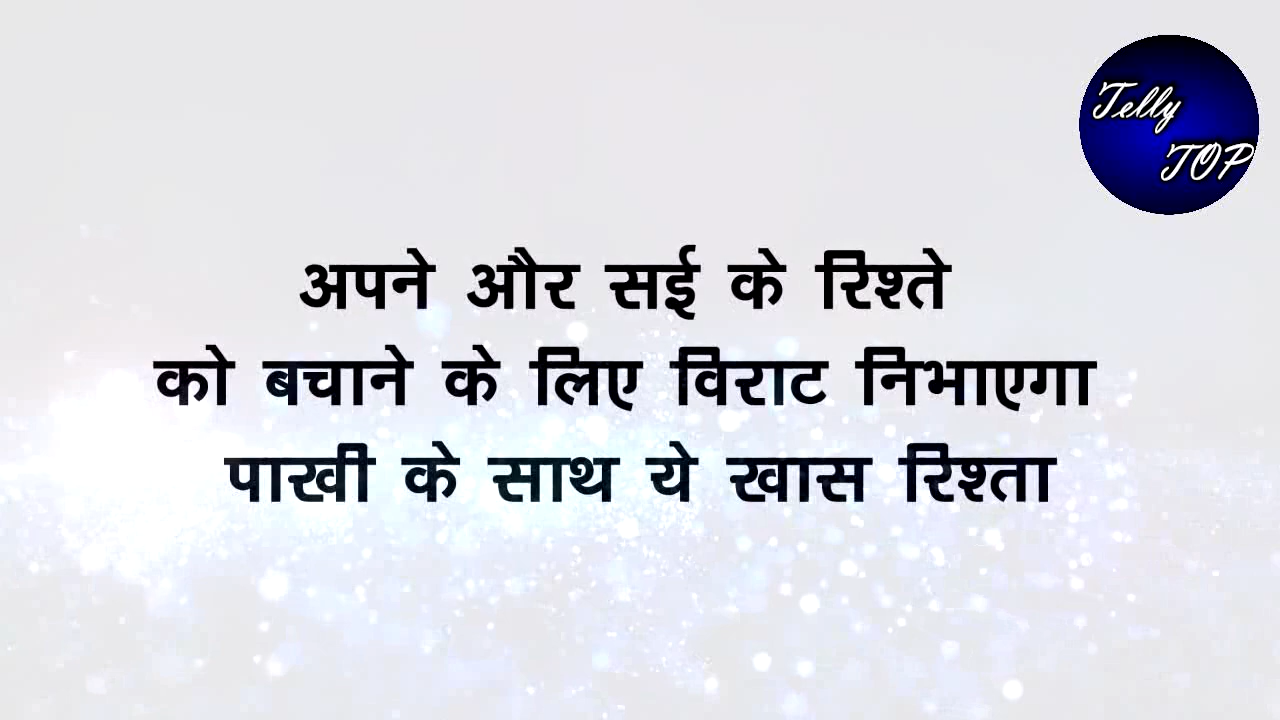 Telly
TOP
अपने और सई के रिश्ते
को बचाने के लिए विराट निभाएगा
पाखी के साथ ये खास रिश्ता